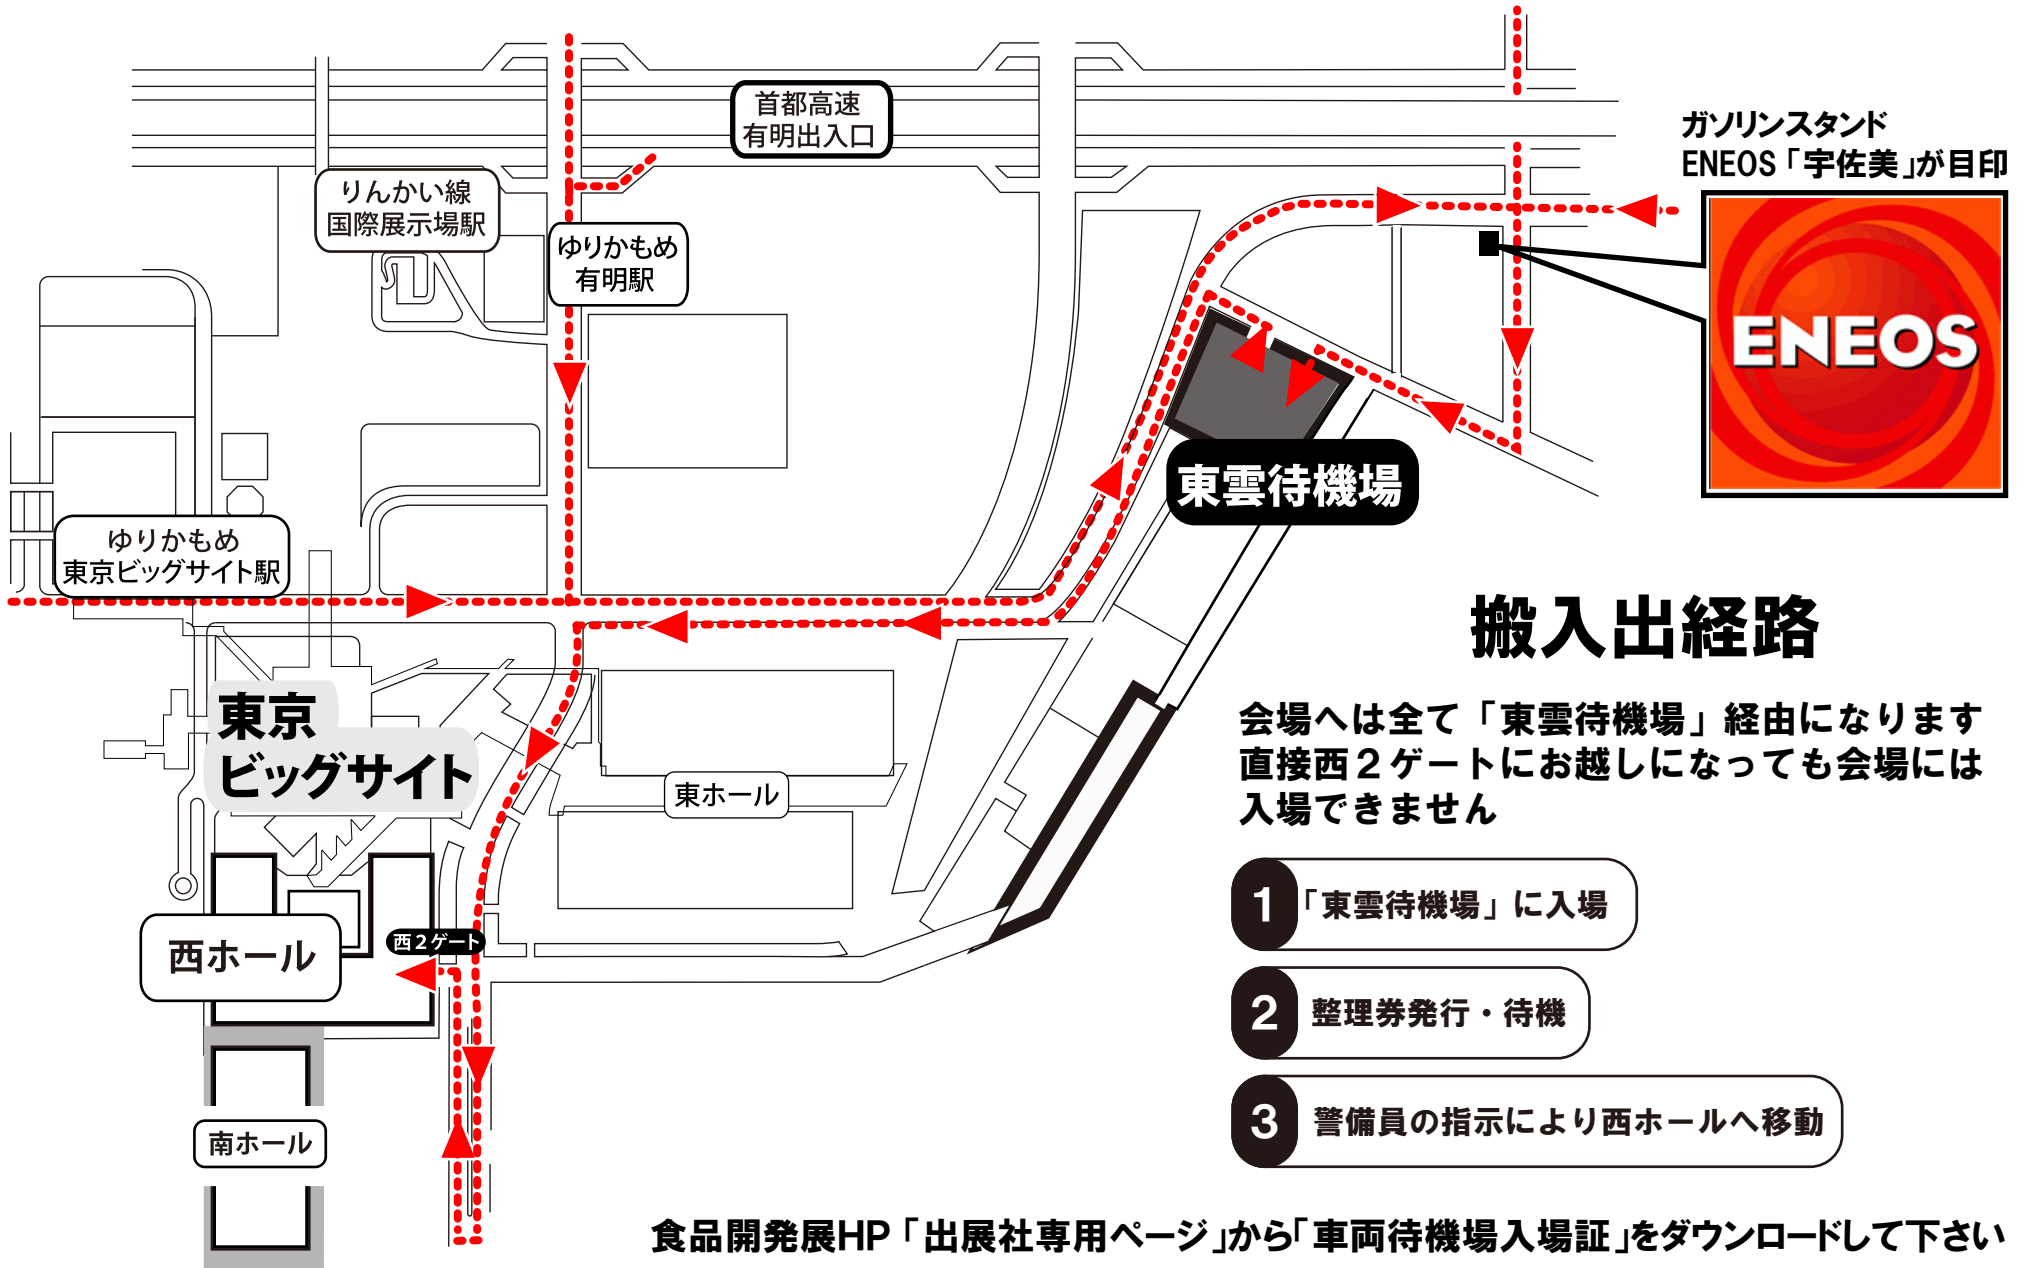 首都高速
有明出入口
ガソリンスタンド
ENEOS「宇佐美」が目印
りんかい線
国際展示場駅
ゆりかもめ
有明駅
ENEOS
東雲待機場
ゆりかもめ
東京ビッグサイト駅
搬入出経路
東京
ビッグサイト
会場へは全て「東雲待機場」経由になります
直接西２ゲートにお越しになっても会場には
入場できません
東ホール
1 「東雲待機場」に入場
西２ゲート
西ホール
2 整理券発行・待機
3 警備員の指示により西ホールへ移動
南ホール
食品開発展HP「出展社専用ページ」から「車両待機場入場証」をダウンロードして下さい